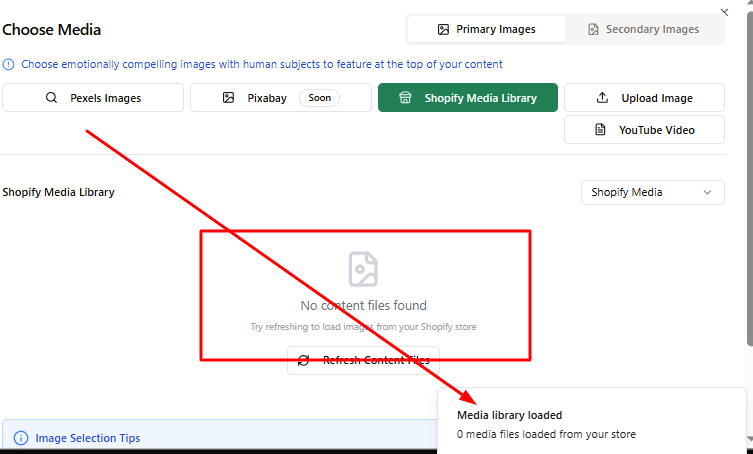 Choose Media
Primary Images
Secondary Images
Choose emotionally compelling images with human subjects to feature at the top of your content
Pexels Images
Pixabay Soon
Shopify Media Library
Upload Image
YouTube Video
Shopify Media Library
Shopify Media
No content files found
Try refreshing to load images from your Shopify store
Refresh Content Files
Media library loaded
0 media files loaded from your store
Image Selection Tips